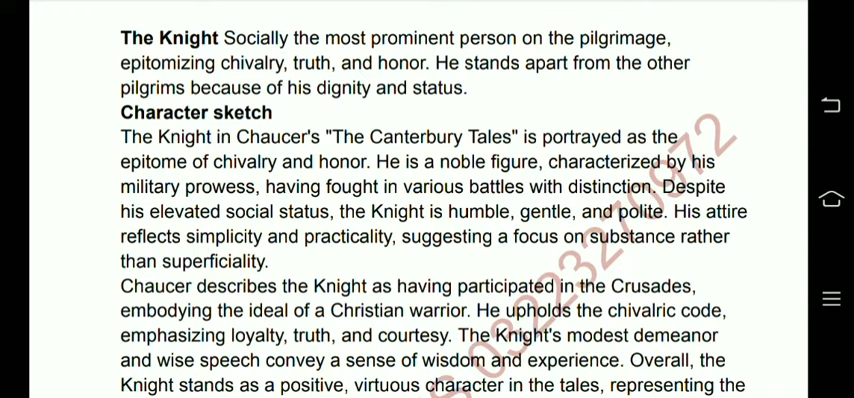 The Knight Socially the most prominent person on the pilgrimage,
epitomizing chivalry, truth, and honor. He stands apart from the other
pilgrims because of his dignity and status.
Character sketch
The Knight in Chaucer's "The Canterbury Tales" is portrayed as the
epitome of chivalry and honor. He is a noble figure, characterized by his
military prowess, having fought in various battles with distinction. Despite
his elevated social status, the Knight is humble, gentle, and polite. His attire
reflects simplicity and practicality, suggesting a focus on substance rather
than superficiality.
Chaucer describes the Knight as having participated in the Crusades,
embodying the ideal of a Christian warrior. He upholds the chivalric code,
emphasizing loyalty, truth, and courtesy. The Knight's modest demeanor
and wise speech convey a sense of wisdom and experience. Overall, the
Knight stands as a positive, virtuous character in the tales, representing the
03223270972